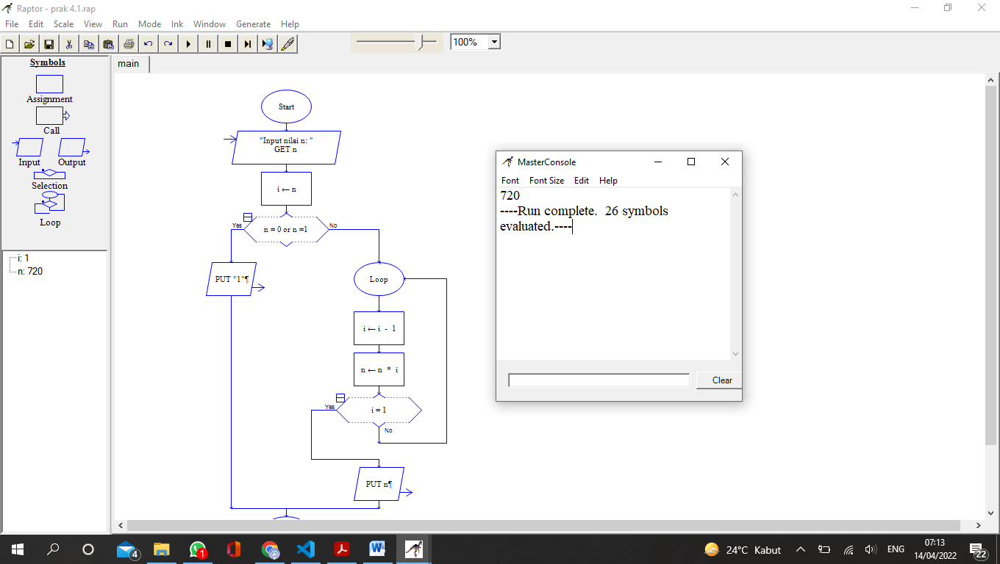 Raptor - prak 4.1.rap
File Edit Scale View Run Mode Ink Window Generate Help
100%
Symbols
Assignment
Call
Input Output
Selection
Loop
i: 1
n: 720
main
Start
"Input nilai n: "
GET n
i ← n
Yes
n = 0 or n =1
No
PUT "1"¶
Loop
i ← i - 1
n ← n * i
Yes
i = 1
No
PUT n¶
MasterConsole
Font Font Size Edit Help
720
----Run complete. 26 symbols
evaluated.----
Clear
4
1
24°C Kabut
ENG
07:13
14/04/2022
22